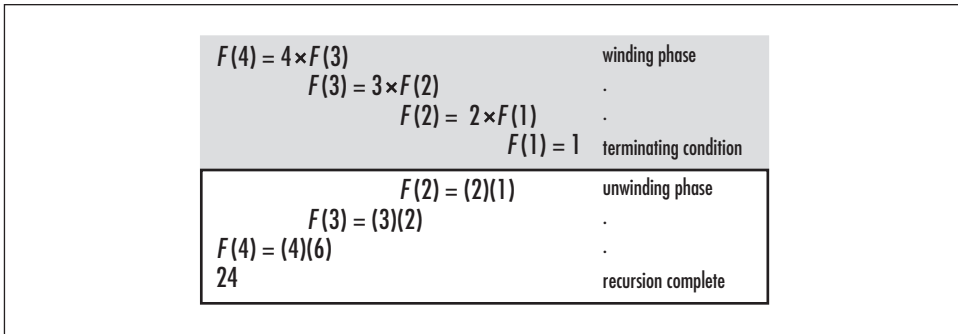 F(4) = 4×F(3) winding phase
F(3) = 3×F(2) .
F(2) = 2×F(1) .
F(1) = 1 terminating condition
F(2) = (2)(1) unwinding phase
F(3) = (3)(2) .
F(4) = (4)(6) .
24 recursion complete